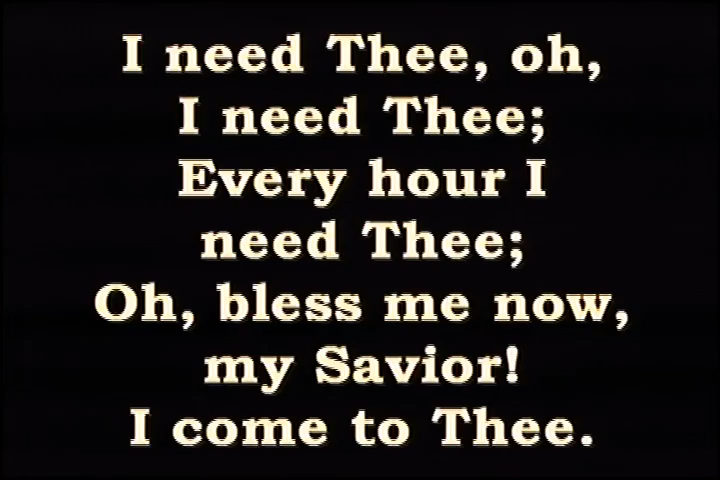 I need Thee, oh,
I need Thee;
Every hour I
need Thee;
Oh, bless me now,
my Savior!
I come to Thee.